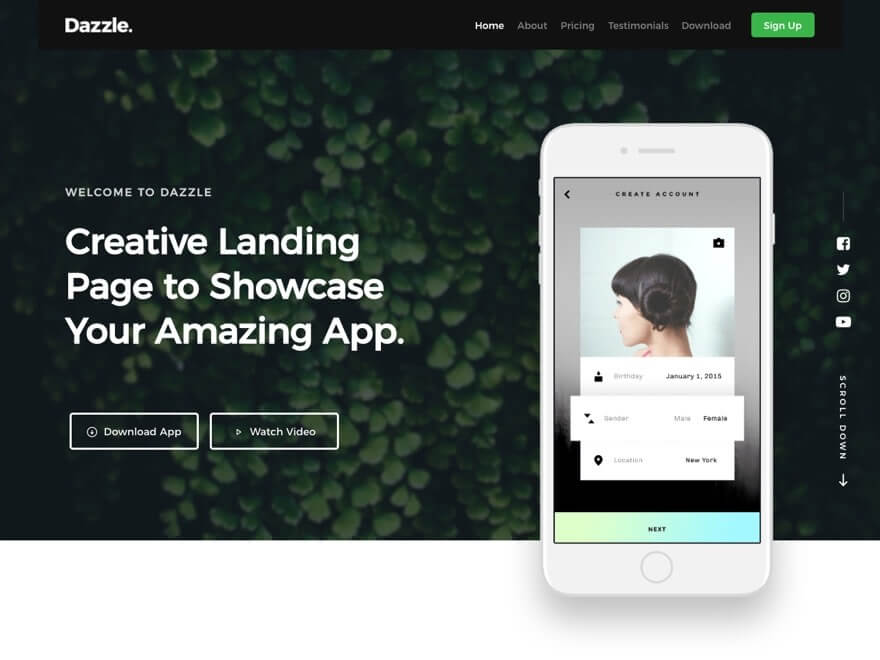 Dazzle.
Home About Pricing Testimonials Download Sign Up
WELCOME TO DAZZLE
Creative Landing
Page to Showcase
Your Amazing App.
Download App Watch Video
CREATE ACCOUNT
Birthday January 1, 2015
Gender Male Female
Location New York
NEXT
SCROLL DOWN